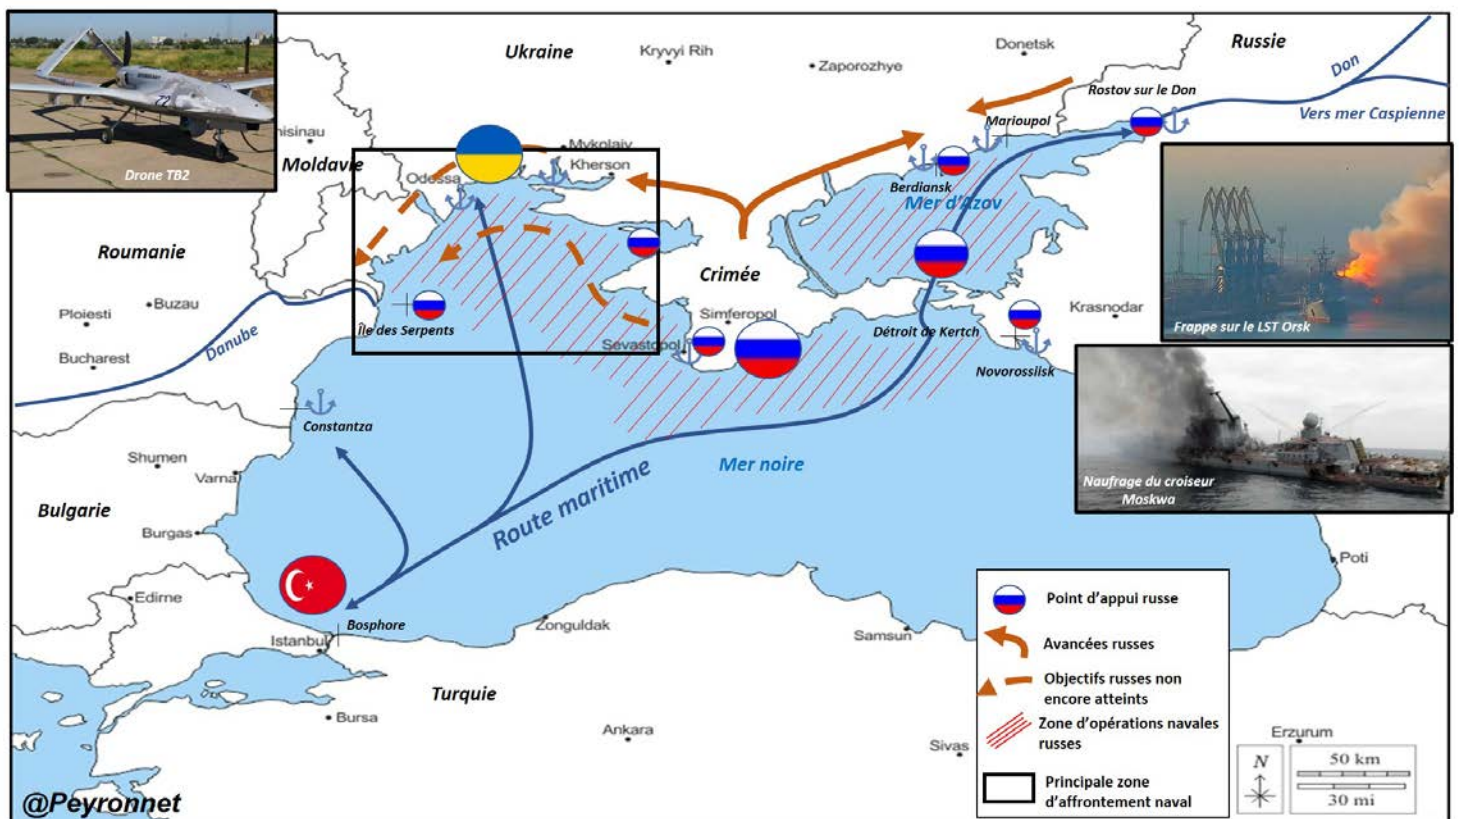 Drone TB2
Ukraine
Kryvyi Rih
Zaporozhye
Donetsk
Russie
Don
Rostov sur le Don
Vers mer Caspienne
Marioupol
Berdiansk
Mer d'Azov
Moldavie
Mykolaiv
Kherson
Odessa
Roumanie
Ploiesti
Buzau
Bucharest
Danube
Île des Serpents
Crimée
Simferopol
Sevastopol
Détroit de Kertch
Krasnodar
Novorossiisk
Frappe sur le LST Orsk
Naufrage du croiseur
Moskwa
Constantza
Shumen
Varna
Bulgarie
Burgas
Mer noire
Route maritime
Edirne
Istanbul
Bosphore
Zonguldak
Samsun
Poti
Turquie
Bursa
Ankara
Sivas
Erzurum
Point d'appui russe
Avancées russes
Objectifs russes non
encore atteints
Zone d'opérations navales
russes
Principale zone
d'affrontement naval
N
50 km
30 mi
@Peyronnet